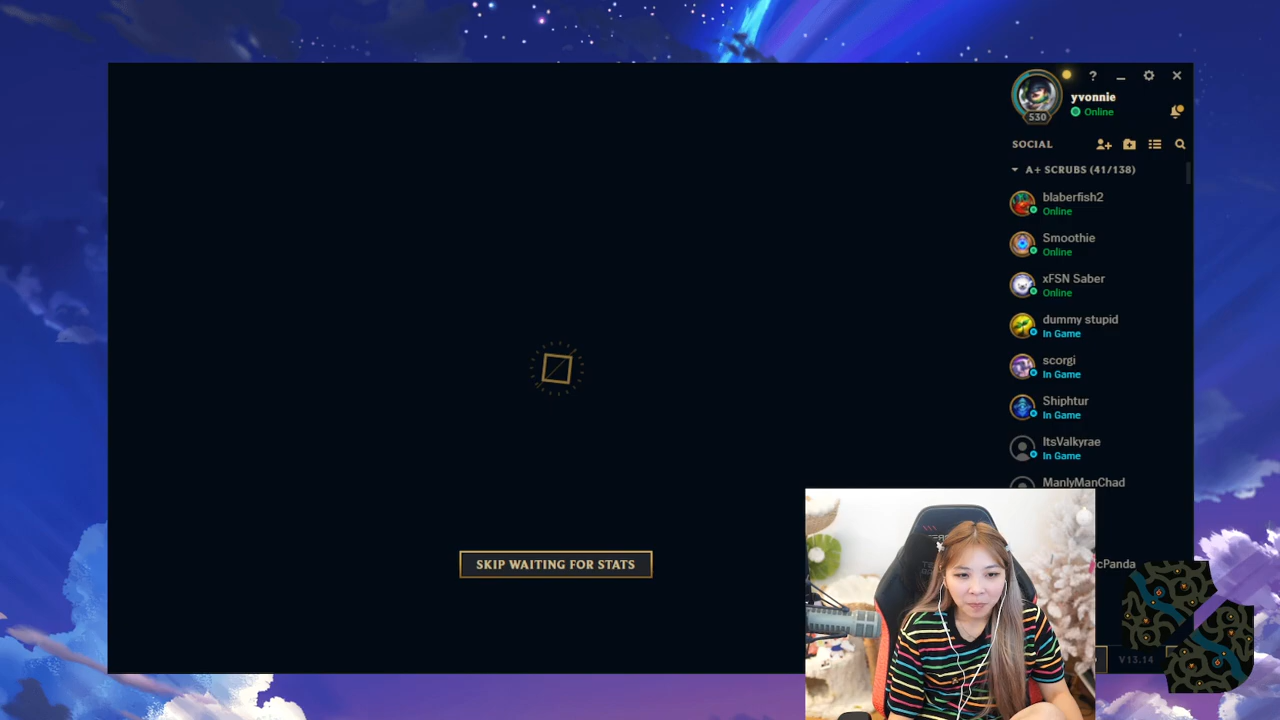 ?
yvonnie
530
Online
SOCIAL
A+ SCRUBS (41/138)
blaberfish2
Online
Smoothie
Online
xFSN Saber
Online
dummy stupid
In Game
scorgi
In Game
Shiphtur
In Game
ItsValkyrae
In Game
ManlyManChad
SKIP WAITING FOR STATS
cPanda
V13.14